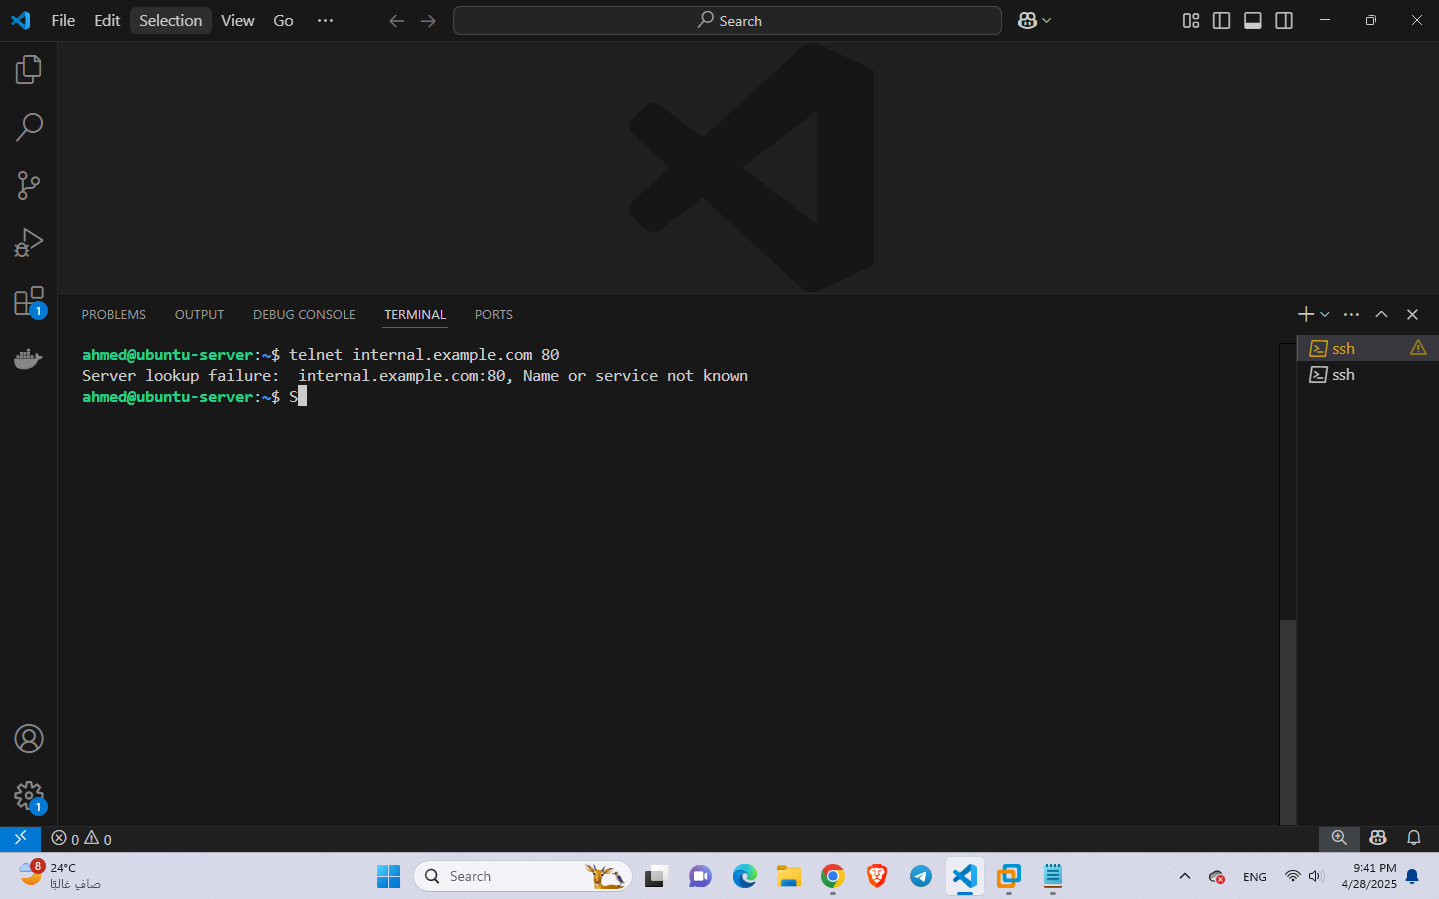 File Edit Selection View Go ...
Search
PROBLEMS OUTPUT DEBUG CONSOLE TERMINAL PORTS
ahmed@ubuntu-server:~$ telnet internal.example.com 80
Server lookup failure:  internal.example.com:80, Name or service not known
ahmed@ubuntu-server:~$ S
ssh
ssh
1
1
0 0
8
24°C
صافٍ غالبًا
Search
ENG
9:41 PM
4/28/2025